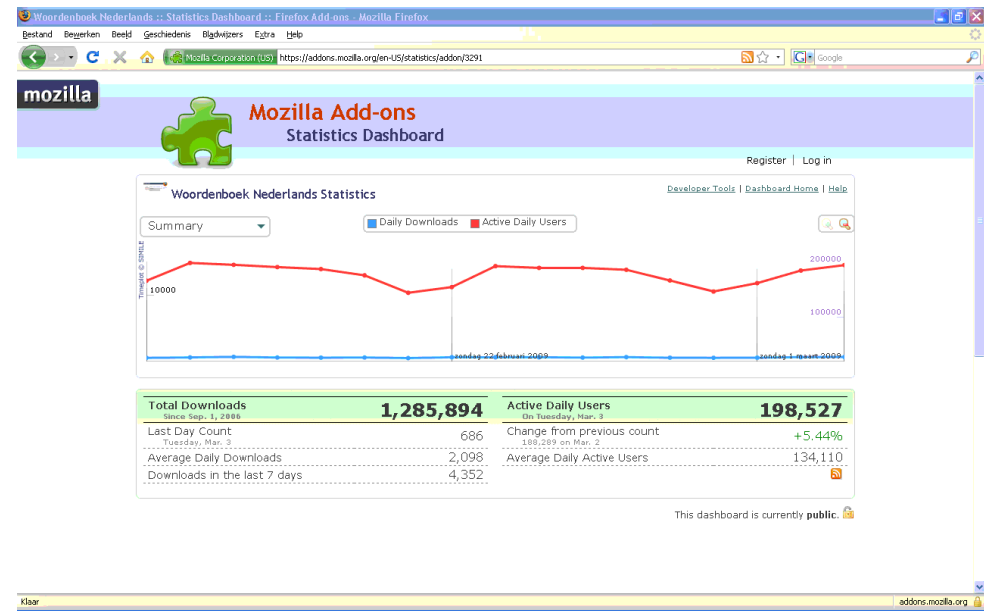 Woordenboek Nederlands :: Statistics Dashboard :: Firefox Add-ons - Mozilla Firefox
Bestand Bewerken Beeld Geschiedenis Bladwijzers Extra Help
Mozilla Corporation (US) https://addons.mozilla.org/en-US/statistics/addon/3291 Google
mozilla
Mozilla Add-ons
Statistics Dashboard
Register | Log in
Woordenboek Nederlands Statistics
Developer Tools | Dashboard Home | Help
Summary
Daily Downloads Active Daily Users
Timeplot © SIMILE
200000
10000
100000
zondag 22 februari 2009
zondag 1 maart 2009
Total Downloads 1,285,894
Since Sep. 1, 2006
Last Day Count 686
Tuesday, Mar. 3
Average Daily Downloads 2,098
Downloads in the last 7 days 4,352
Active Daily Users 198,527
On Tuesday, Mar. 3
Change from previous count +5.44%
188,289 on Mar. 2
Average Daily Active Users 134,110
This dashboard is currently public.
Klaar
addons.mozilla.org